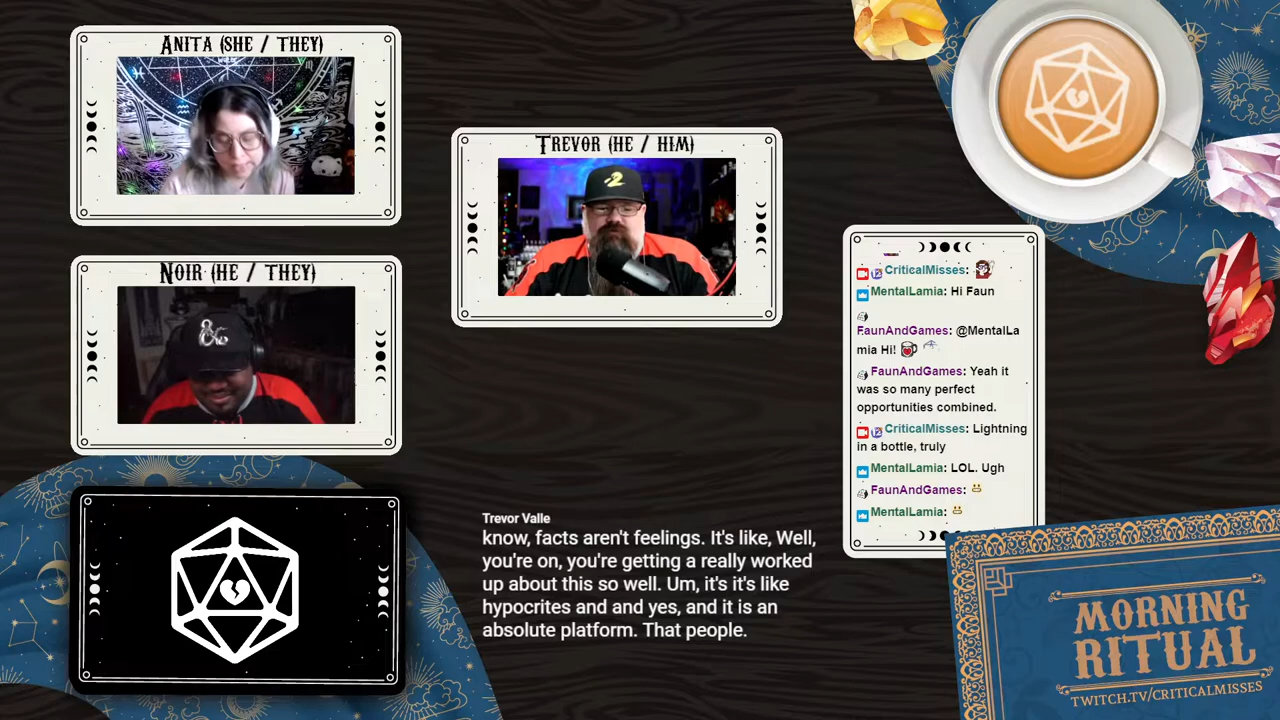 ANITA (SHE / THEY)
TREVOR (HE / HIM)
-2
NOIR (HE / THEY)
&
CriticalMisses:
MentalLamia: Hi Faun
FaunAndGames: @MentalLa
mia Hi!
FaunAndGames: Yeah it
was so many perfect
opportunities combined.
CriticalMisses: Lightning
in a bottle, truly
MentalLamia: LOL. Ugh
FaunAndGames:
MentalLamia:
Trevor Valle
know, facts aren't feelings. It's like, Well,
you're on, you're getting a really worked
up about this so well. Um, it's it's like
hypocrites and and yes, and it is an
absolute platform. That people.
MORNING
RITUAL
TWITCH.TV/CRITICALMISSES